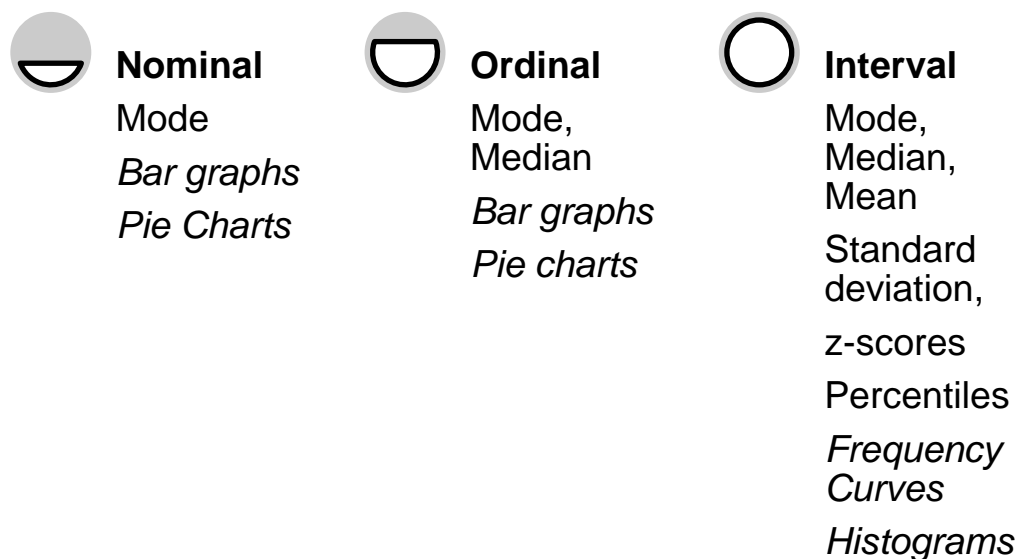 Nominal
Mode
Bar graphs
Pie Charts
Ordinal
Mode,
Median
Bar graphs
Pie charts
Interval
Mode,
Median,
Mean
Standard
deviation,
z-scores
Percentiles
Frequency
Curves
Histograms